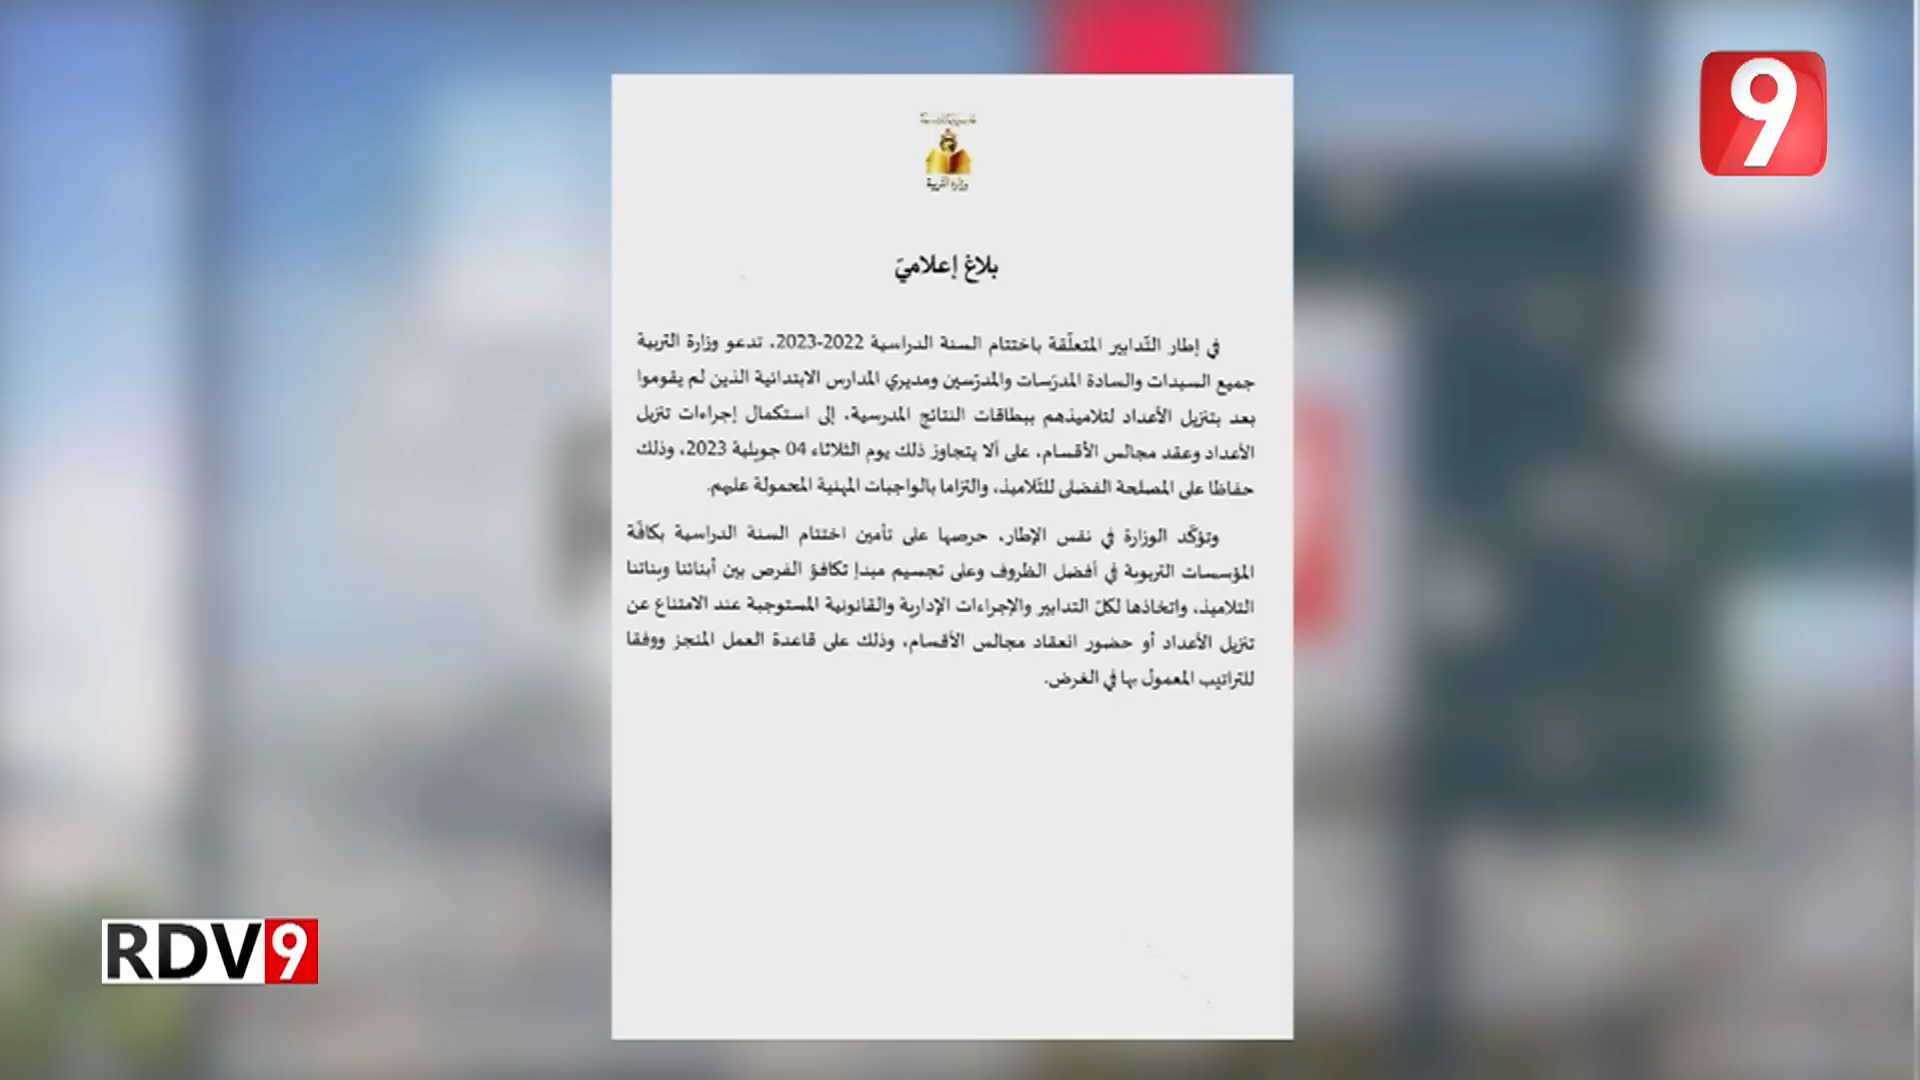 9
وزارة التربية
بلاغ إعلاميّ
في إطار التّدابير المتعلّقة باختتام السنة الدراسية 2022-2023، تدعو وزارة التربية
جميع السيدات والسادة المدرّسات والمدرّسين ومديري المدارس الابتدائية الذين لم يقوموا
بعد بتنزيل الأعداد لتلاميذهم ببطاقات النتائج المدرسية، إلى استكمال إجراءات تنزيل
الأعداد وعقد مجالس الأقسام، على ألا يتجاوز ذلك يوم الثلاثاء 04 جويلية 2023، وذلك
حفاظا على المصلحة الفضلى للتّلاميذ، والتزاما بالواجبات المهنية المحمولة عليهم.
وتؤكّد الوزارة في نفس الإطار، حرصها على تأمين اختتام السنة الدراسية بكافّة
المؤسسات التربوية في أفضل الظروف وعلى تجسيم مبدإ تكافؤ الفرص بين أبنائنا وبناتنا
التلاميذ، واتخاذها لكلّ التدابير والإجراءات الإدارية والقانونية المستوجبة عند الامتناع عن
تنزيل الأعداد أو حضور انعقاد مجالس الأقسام، وذلك على قاعدة العمل المنجز ووفقا
للتراتيب المعمول بها في الغرض.
RDV9